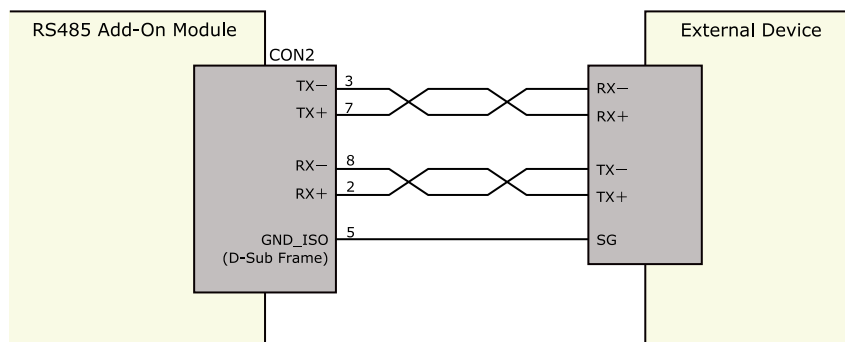 RS485 Add-On Module
External Device
CON2
TX− 3 RX−
TX+ 7 RX+
RX− 8 TX−
RX+ 2 TX+
GND_ISO 5 SG
(D-Sub Frame)